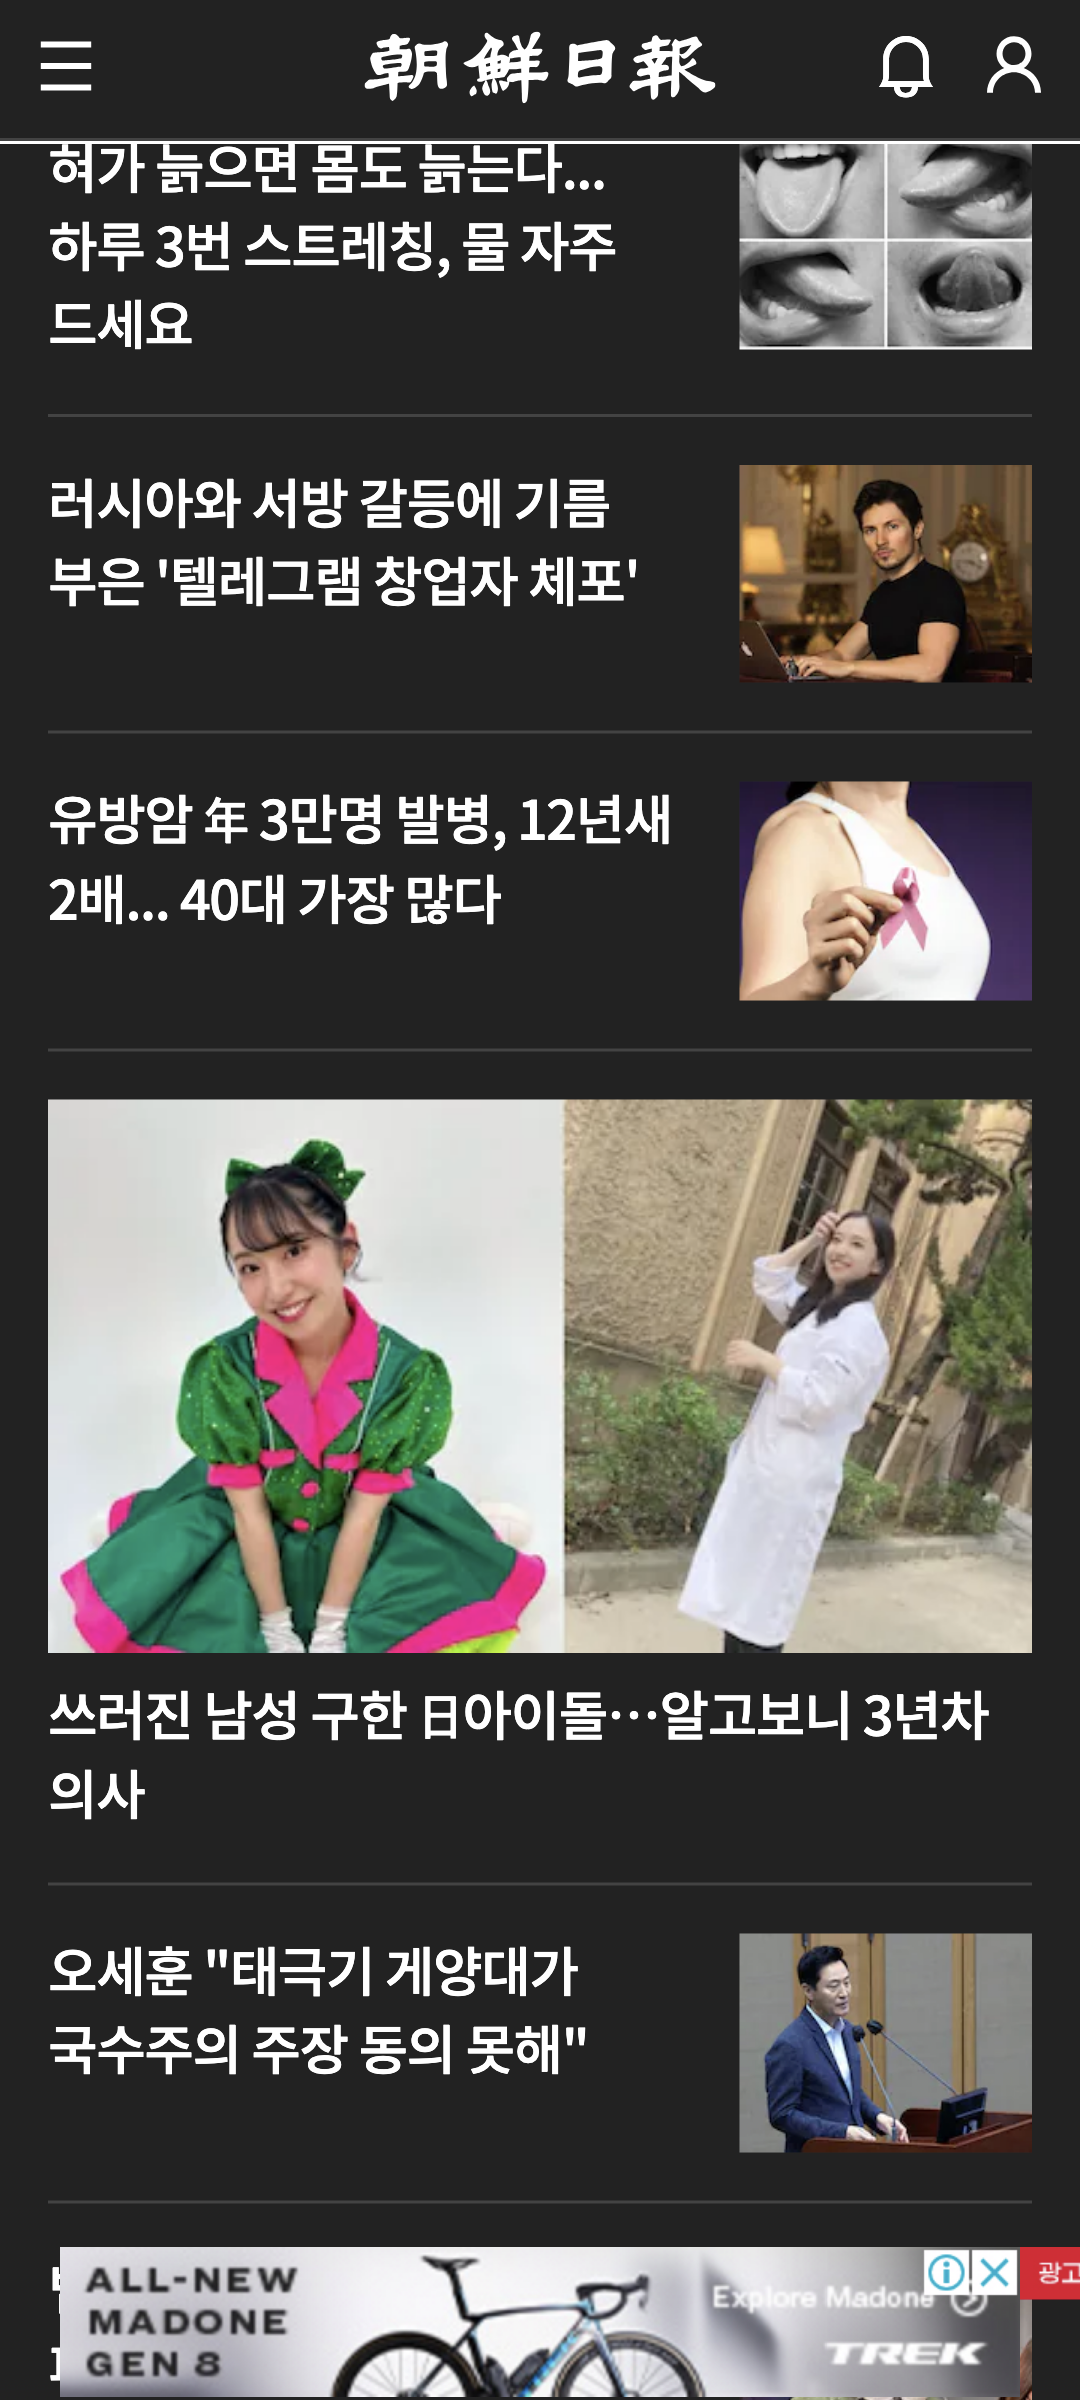 朝鮮日報
혀가 늙으면 몸도 늙는다...
하루 3번 스트레칭, 물 자주
드세요
러시아와 서방 갈등에 기름
부은 '텔레그램 창업자 체포'
유방암 年 3만명 발병, 12년새
2배... 40대 가장 많다
쓰러진 남성 구한 日아이돌…알고보니 3년차
의사
오세훈 "태극기 게양대가
국수주의 주장 동의 못해"
ALL-NEW
MADONE
GEN 8
Explore Madone
TREK
광고